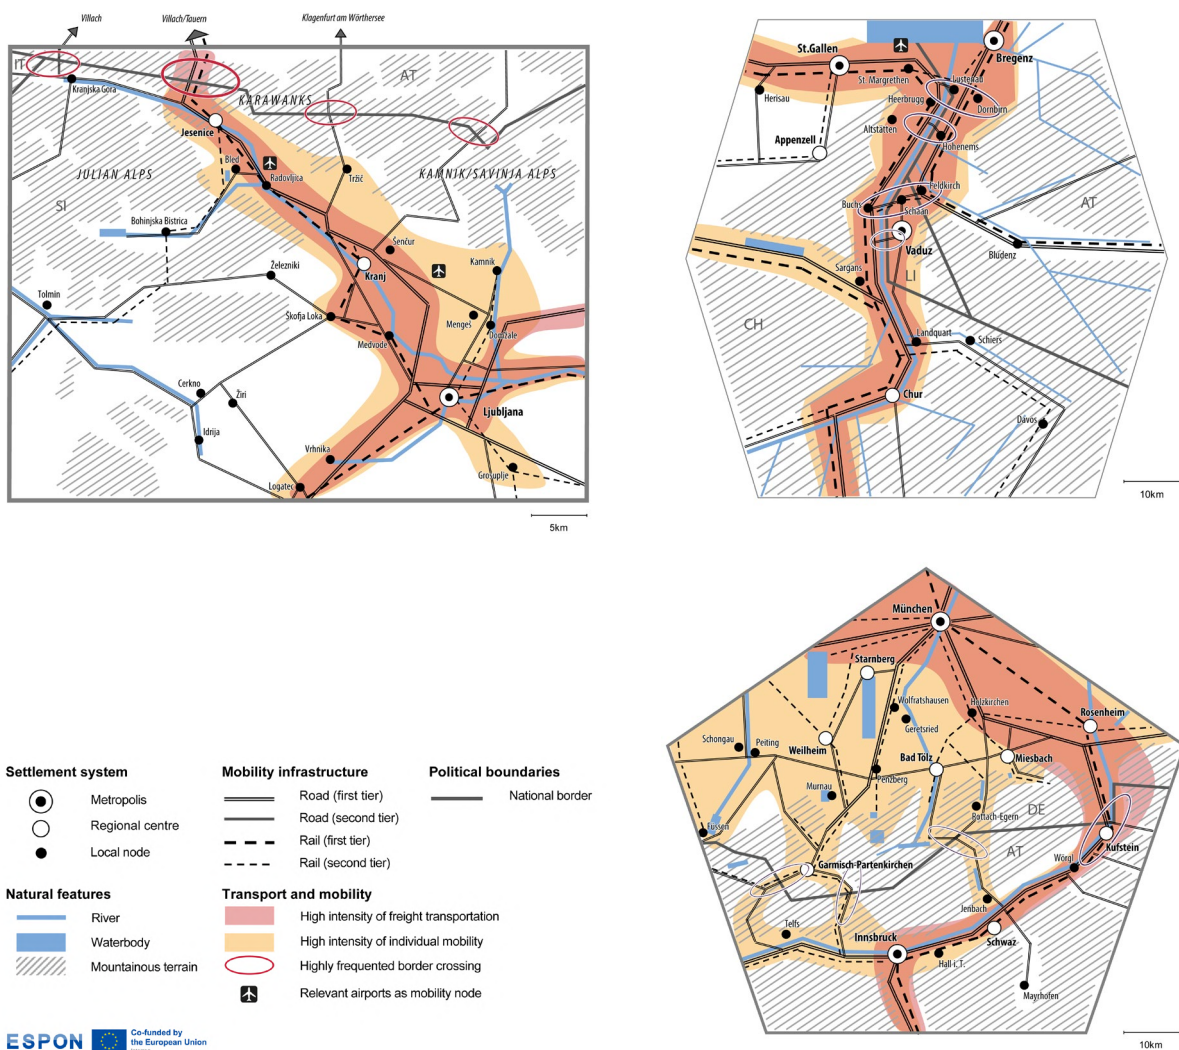 Villach
Villach/Tauern
Klagenfurt am Wörthersee
IT
AT
Kranjska Gora
KARAWANKS
Jesenice
Bled
Radovljica
Tržič
JULIAN ALPS
KAMNIK/SAVINJA ALPS
SI
Bohinjska Bistrica
Šenčur
Železniki
Kranj
Kamnik
Tolmin
Škofja Loka
Mengeš
Domžale
Medvode
Cerkno
Žiri
Ljubljana
Idrija
Vrhnika
Grosuplje
Logatec
5km
St.Gallen
Bregenz
St. Margrethen
Lustenau
Herisau
Heerbrugg
Dornbirn
Altstätten
Appenzell
Hohenems
Feldkirch
Buchs
Schaan
AT
Vaduz
Bludenz
Sargans
LI
CH
Landquart
Schiers
Chur
Davos
10km
München
Starnberg
Wolfratshausen
Holzkirchen
Geretsried
Rosenheim
Schongau
Peiting
Weilheim
Bad Tölz
Miesbach
Penzberg
Murnau
Rottach-Egern
DE
Füssen
Kufstein
AT
Wörgl
Garmisch-Partenkirchen
Jenbach
Telfs
Innsbruck
Schwaz
Hall i. T.
Mayrhofen
10km
Settlement system
Metropolis
Regional centre
Local node
Mobility infrastructure
Road (first tier)
Road (second tier)
Rail (first tier)
Rail (second tier)
Political boundaries
National border
Natural features
River
Waterbody
Mountainous terrain
Transport and mobility
High intensity of freight transportation
High intensity of individual mobility
Highly frequented border crossing
Relevant airports as mobility node
ESPON
Co-funded by
the European Union